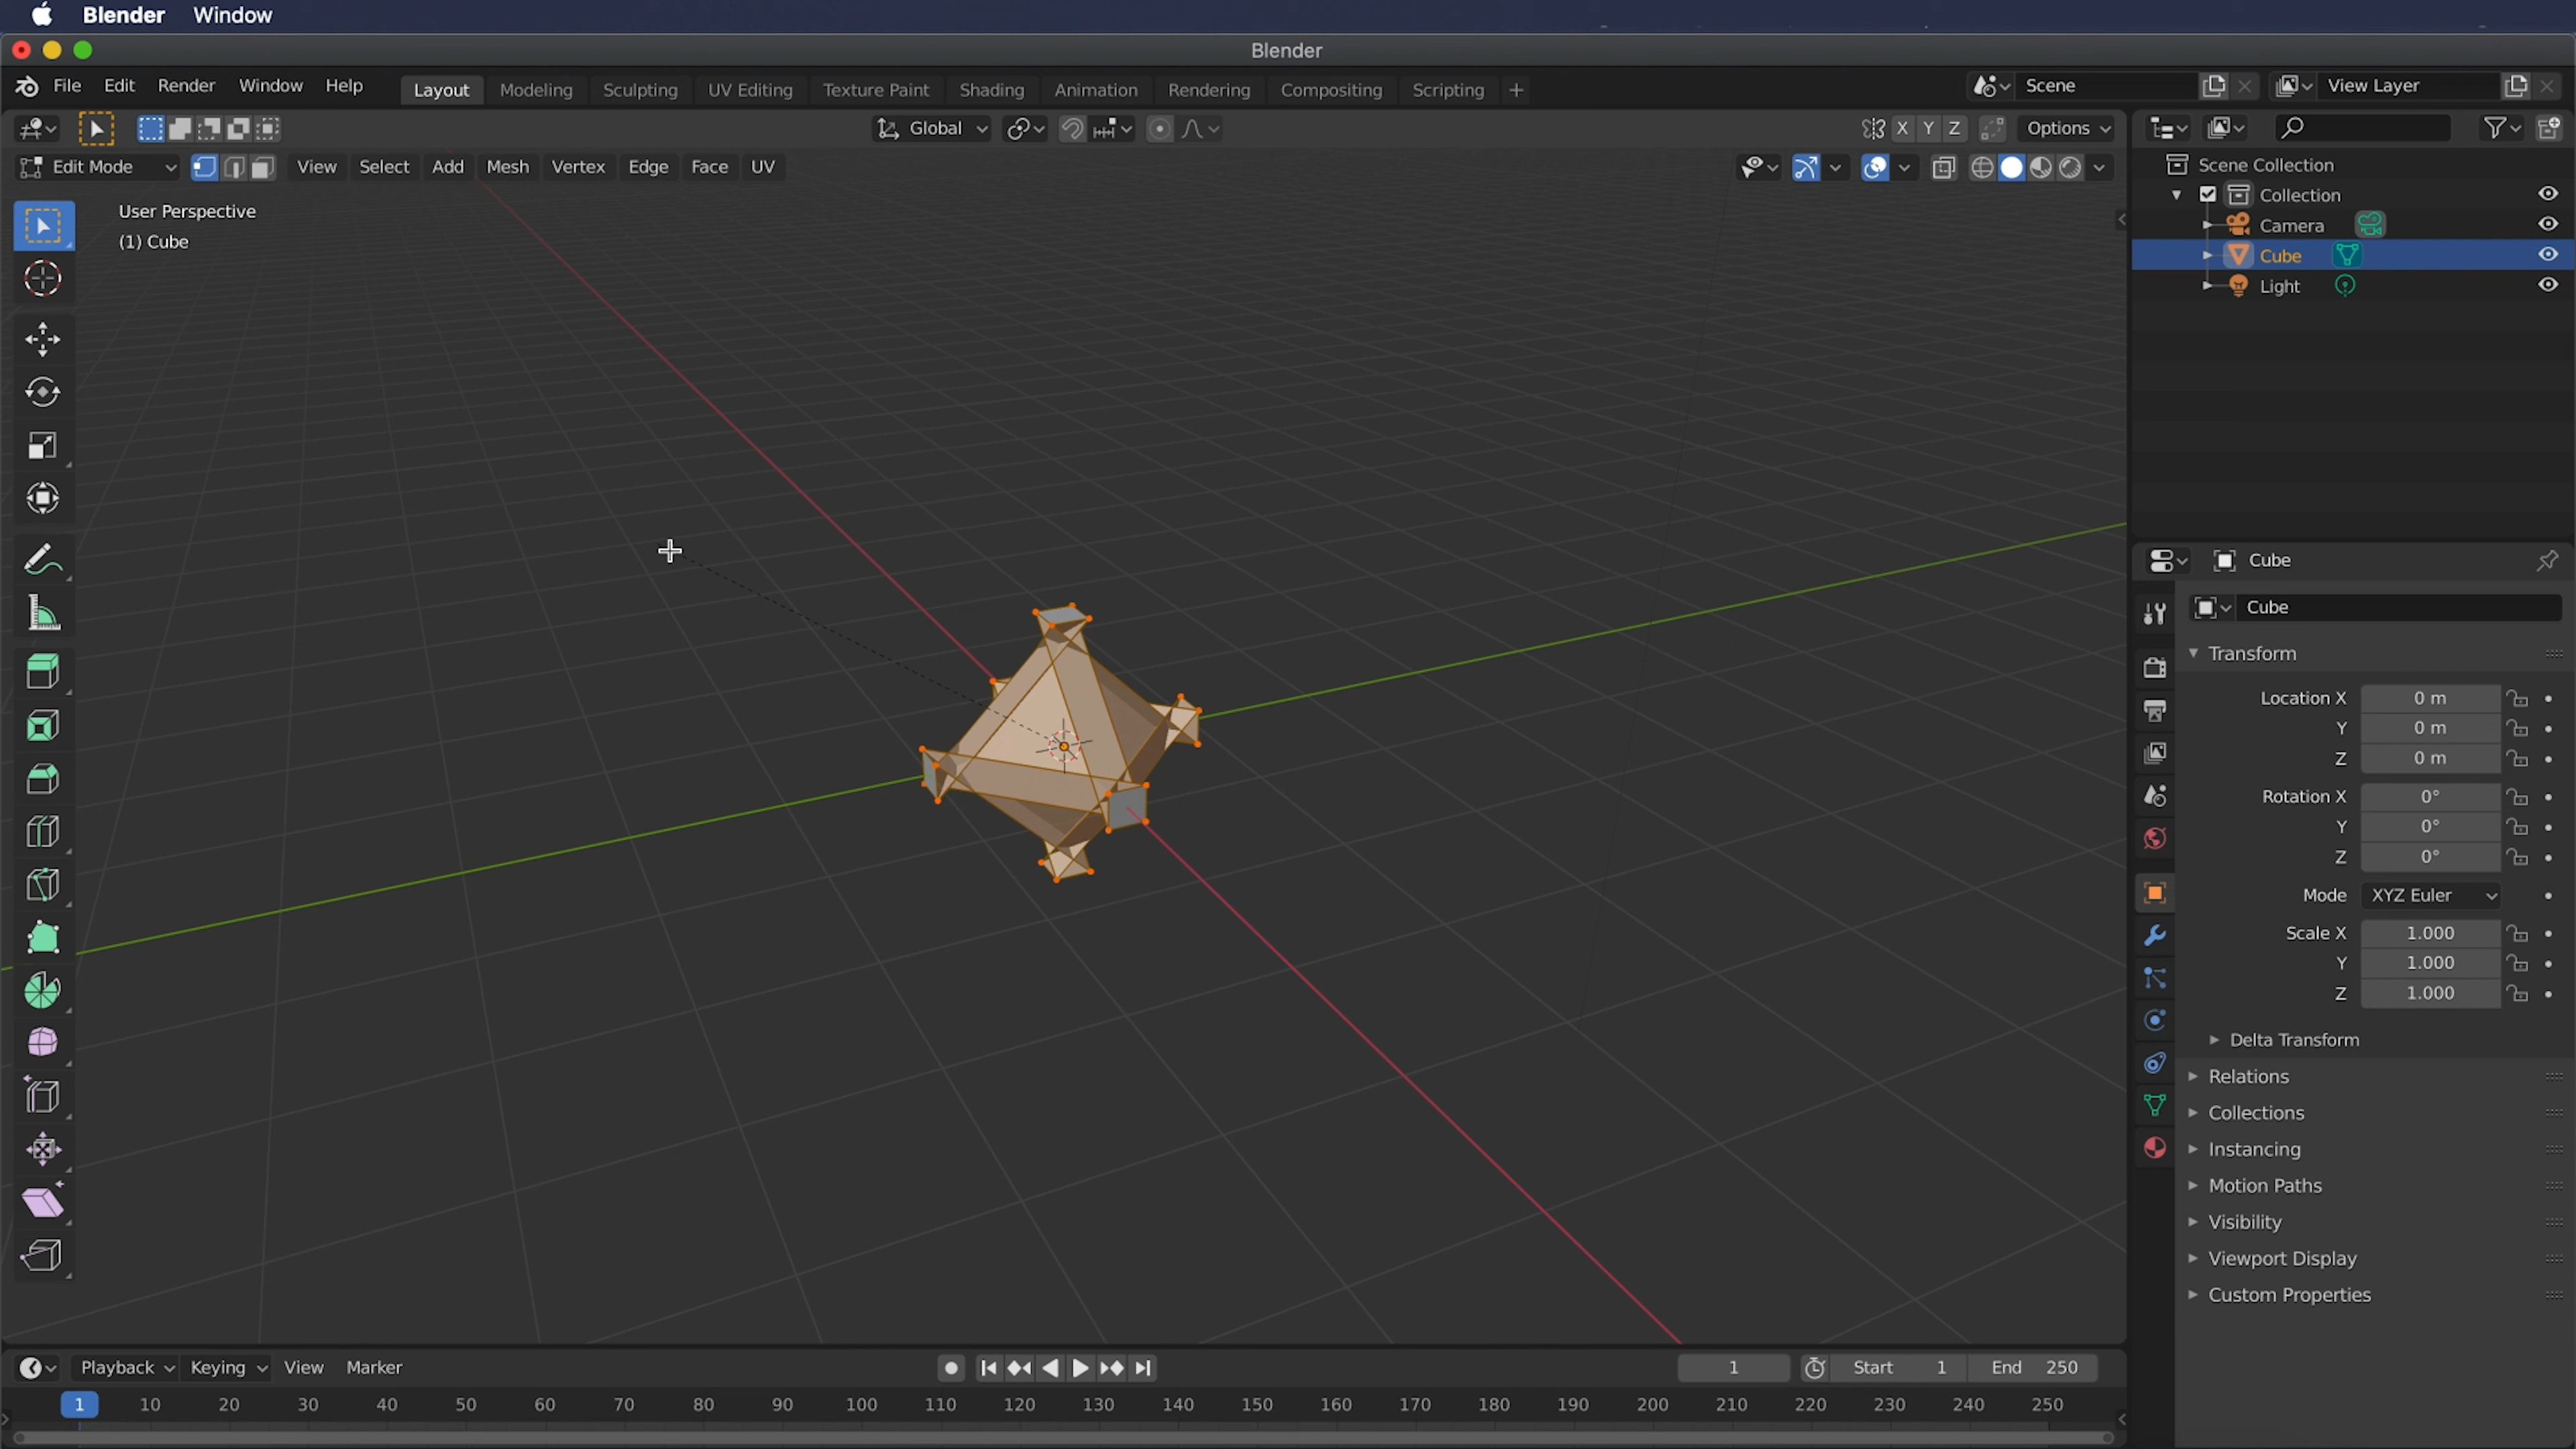 Blender Window
Blender
File Edit Render Window Help Layout Modeling Sculpting UV Editing Texture Paint Shading Animation Rendering Compositing Scripting + Scene View Layer
Global X Y Z Options
Edit Mode View Select Add Mesh Vertex Edge Face UV
User Perspective
(1) Cube
Scene Collection
Collection
Camera
Cube
Light
Cube
Cube
Transform
Location X 0 m
Y 0 m
Z 0 m
Rotation X 0°
Y 0°
Z 0°
Mode XYZ Euler
Scale X 1.000
Y 1.000
Z 1.000
Delta Transform
Relations
Collections
Instancing
Motion Paths
Visibility
Viewport Display
Custom Properties
Playback Keying View Marker 1 Start 1 End 250
1 10 20 30 40 50 60 70 80 90 100 110 120 130 140 150 160 170 180 190 200 210 220 230 240 250